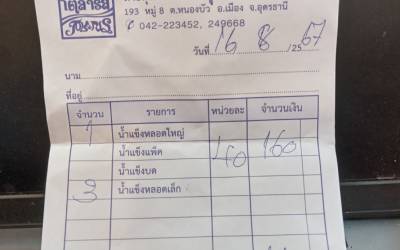 193 หมู่ 8 ต.หนองบัว อ.เมือง จ.อุดรธานี
✆ 042-223452, 249668
วันที่ 16 / 8 / 2567
นาม
ที่อยู่
จำนวน รายการ หน่วยละ จำนวนเงิน
1 น้ำแข็งหลอดใหญ่ 160
น้ำแข็งแพ็ค 40
น้ำแข็งบด
3 น้ำแข็งหลอดเล็ก